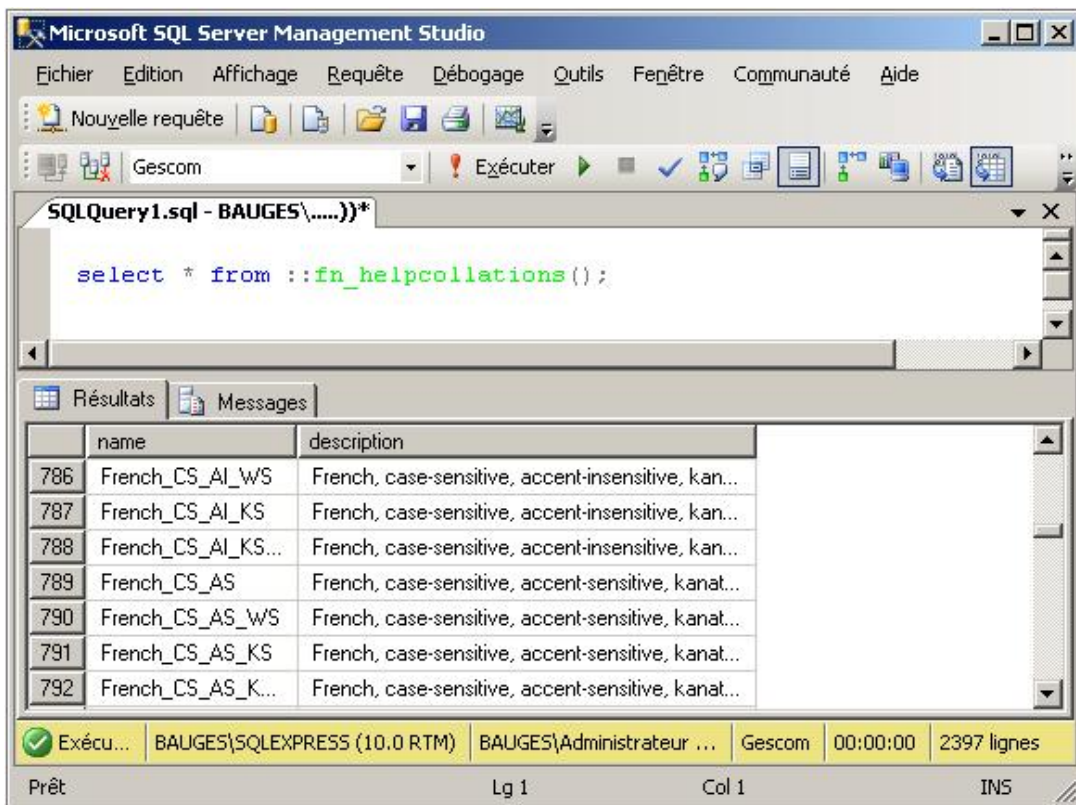 Microsoft SQL Server Management Studio
Fichier Edition Affichage Requête Débogage Outils Fenêtre Communauté Aide
Nouvelle requête
Gescom Exécuter
SQLQuery1.sql - BAUGES\.....))*
select * from ::fn_helpcollations();
Résultats Messages
name description
786 French_CS_AI_WS French, case-sensitive, accent-insensitive, kan...
787 French_CS_AI_KS French, case-sensitive, accent-insensitive, kan...
788 French_CS_AI_KS... French, case-sensitive, accent-insensitive, kan...
789 French_CS_AS French, case-sensitive, accent-sensitive, kanat...
790 French_CS_AS_WS French, case-sensitive, accent-sensitive, kanat...
791 French_CS_AS_KS French, case-sensitive, accent-sensitive, kanat...
792 French_CS_AS_K... French, case-sensitive, accent-sensitive, kanat...
Exécu... BAUGES\SQLEXPRESS (10.0 RTM) BAUGES\Administrateur ... Gescom 00:00:00 2397 lignes
Prêt Lg 1 Col 1 INS